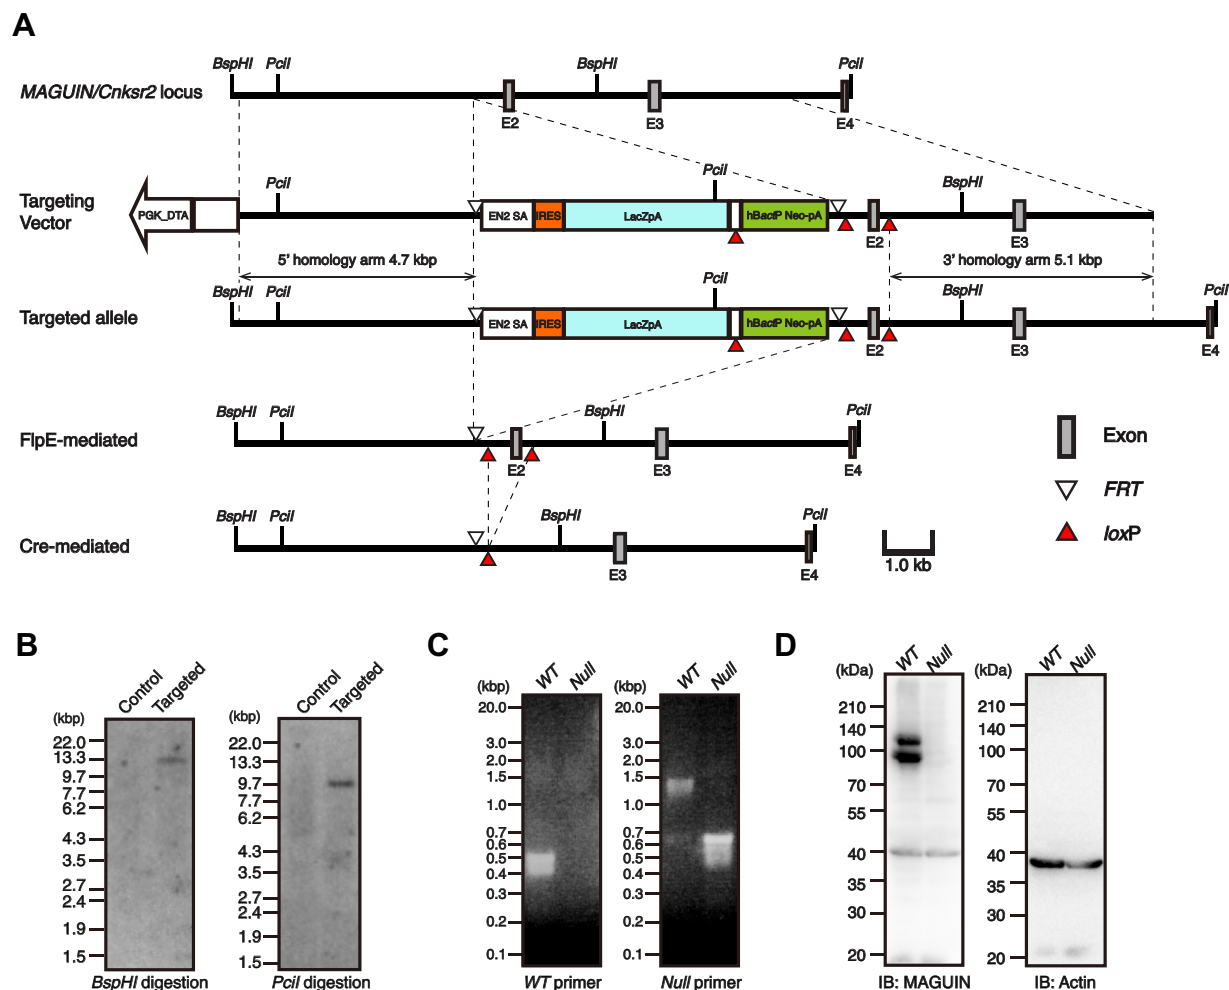 A
BspHI PciI BspHI PciI
MAGUIN/Cnksr2 locus
E2 E3 E4
Targeting
Vector
PciI PciI BspHI
PGK_DTA EN2 SA IRES LacZpA hBactP Neo-pA
E2 E3
5’ homology arm 4.7 kbp 3’ homology arm 5.1 kbp
BspHI PciI PciI BspHI PciI
Targeted allele
EN2 SA IRES LacZpA hBactP Neo-pA
E2 E3 E4
BspHI PciI BspHI PciI
FlpE-mediated
E2 E3 E4
BspHI PciI BspHI PciI
Cre-mediated
E3 E4
Exon
FRT
loxP
1.0 kb
B
Control Targeted
(kbp)
22.0
13.3
9.7
7.7
6.2
4.3
3.5
2.7
2.4
1.9
1.5
BspHI digestion
Control Targeted
(kbp)
22.0
13.3
9.7
7.7
6.2
4.3
3.5
2.7
2.4
1.9
1.5
PciI digestion
C
WT Null
(kbp)
20.0
3.0
2.0
1.5
1.0
0.7
0.6
0.5
0.4
0.3
0.2
0.1
WT primer
WT Null
(kbp)
20.0
3.0
2.0
1.5
1.0
0.7
0.6
0.5
0.4
0.3
0.2
0.1
Null primer
D
WT Null
(kDa)
210
140
100
70
55
40
35
30
20
IB: MAGUIN
WT Null
(kDa)
210
140
100
70
55
40
35
30
20
IB: Actin